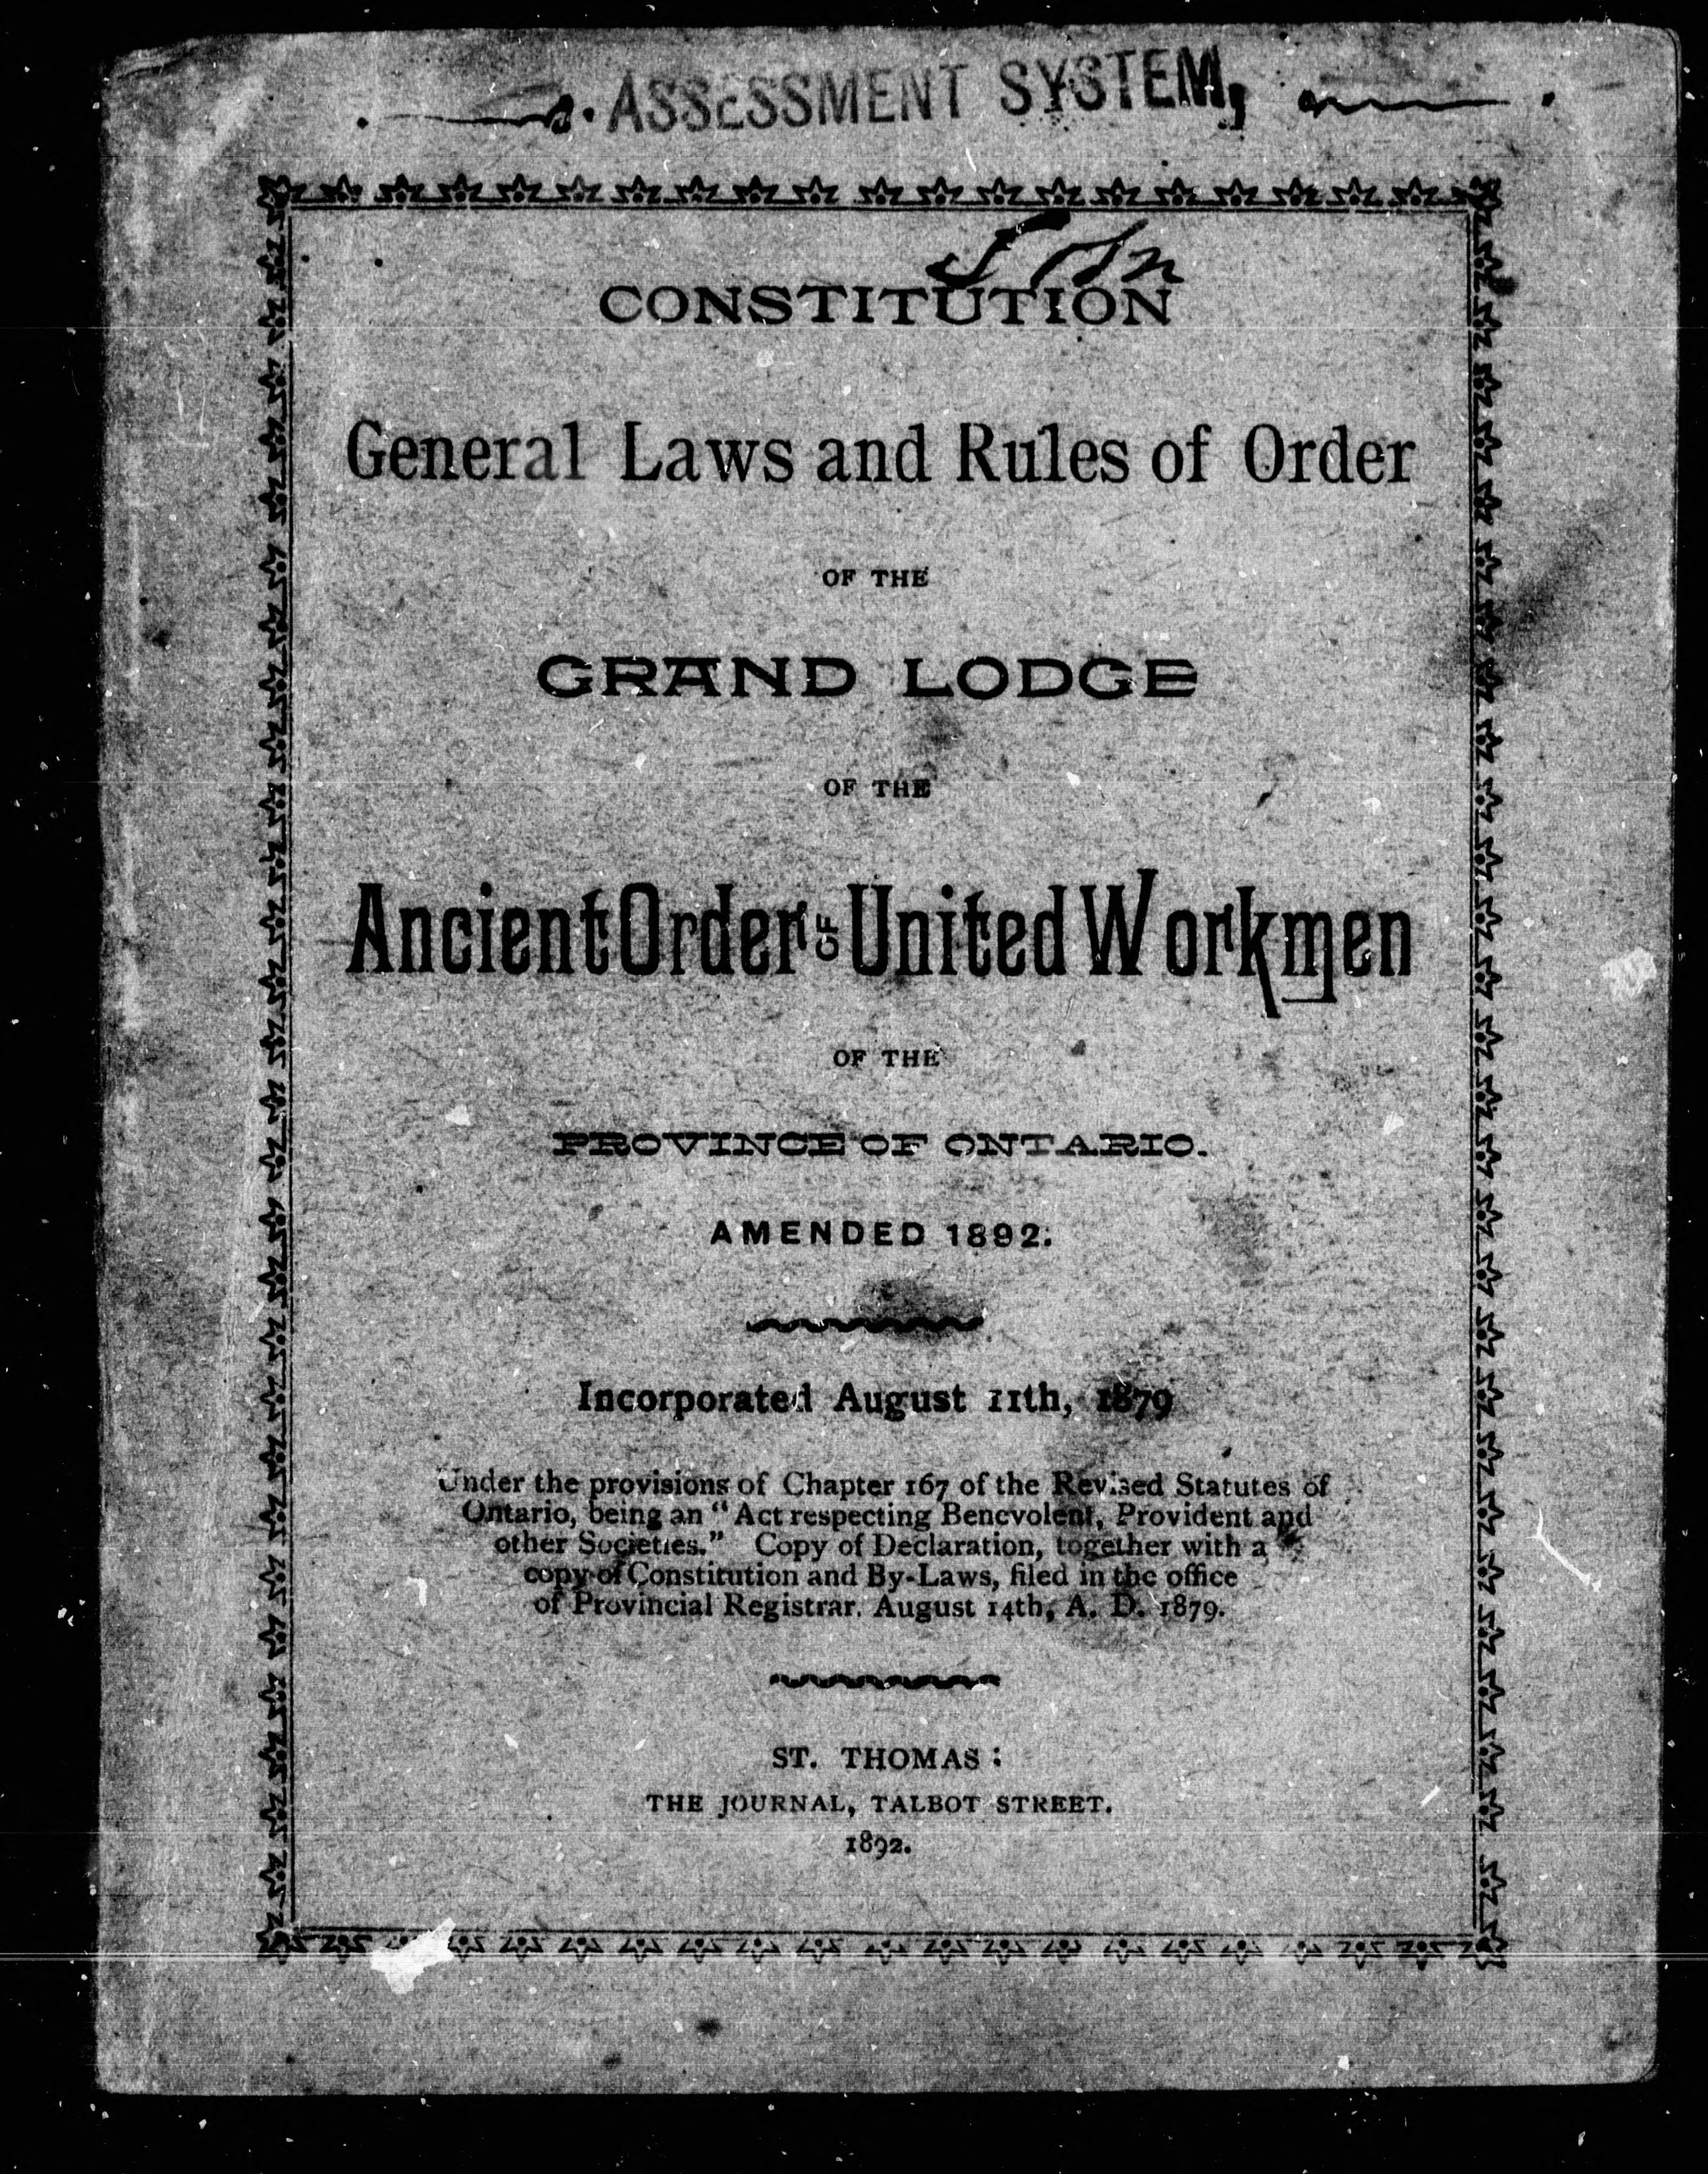 ASSESSMENT SYSTEM,
CONSTITUTION
General Laws and Rules of Order
OF THE
GRAND LODGE
OF THE
Ancient Order OF United Workmen
OF THE
PROVINCE OF ONTARIO.
AMENDED 1892.
Incorporated August 11th, 1879
Under the provisions of Chapter 167 of the Revised Statutes of
Ontario, being an "Act respecting Benevolent, Provident and
other Societies." Copy of Declaration, together with a
copy of Constitution and By-Laws, filed in the office
of Provincial Registrar, August 14th, A. D. 1879.
ST. THOMAS:
THE JOURNAL, TALBOT STREET.
1892.